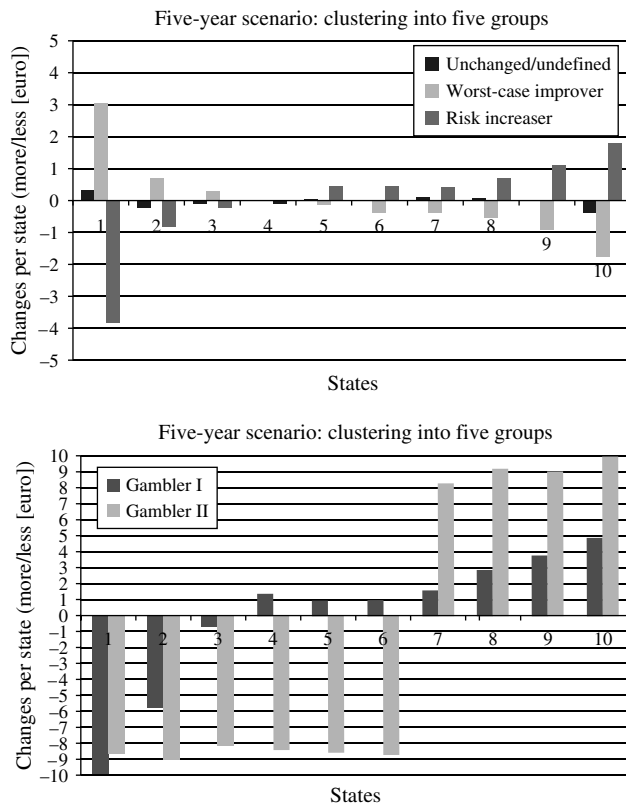 Five-year scenario: clustering into five groups
Changes per state (more/less [euro])
5
4
3
2
1
0
–1
–2
–3
–4
–5
Unchanged/undefined
Worst-case improver
Risk increaser
1 2 3 4 5 6 7 8 9 10
States
Five-year scenario: clustering into five groups
Changes per state (more/less [euro])
10
9
8
7
6
5
4
3
2
1
0
–1
–2
–3
–4
–5
–6
–7
–8
–9
–10
Gambler I
Gambler II
1 2 3 4 5 6 7 8 9 10
States